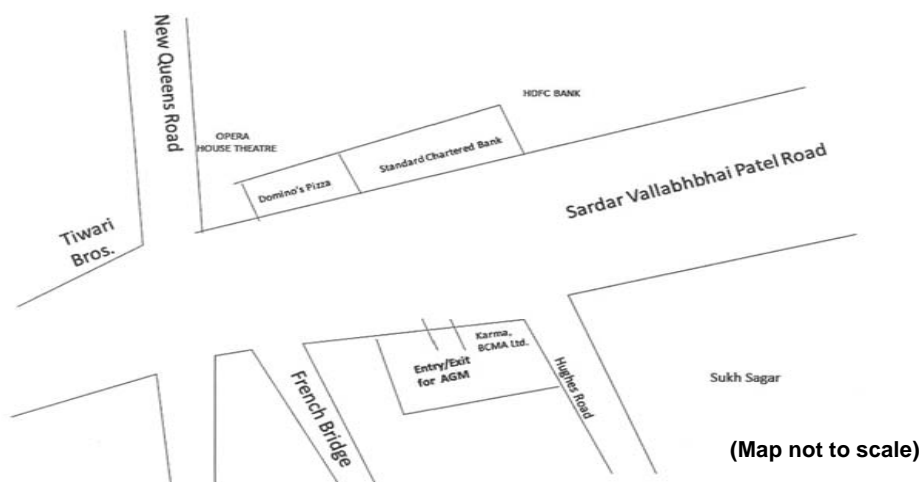 New Queens Road
HDFC BANK
OPERA
HOUSE THEATRE
Standard Chartered Bank
Domino's Pizza
Sardar Vallabhbhai Patel Road
Tiwari
Bros.
Karma,
BCMA Ltd.
Entry/Exit
for AGM
Hughes Road
French Bridge
Sukh Sagar
(Map not to scale)